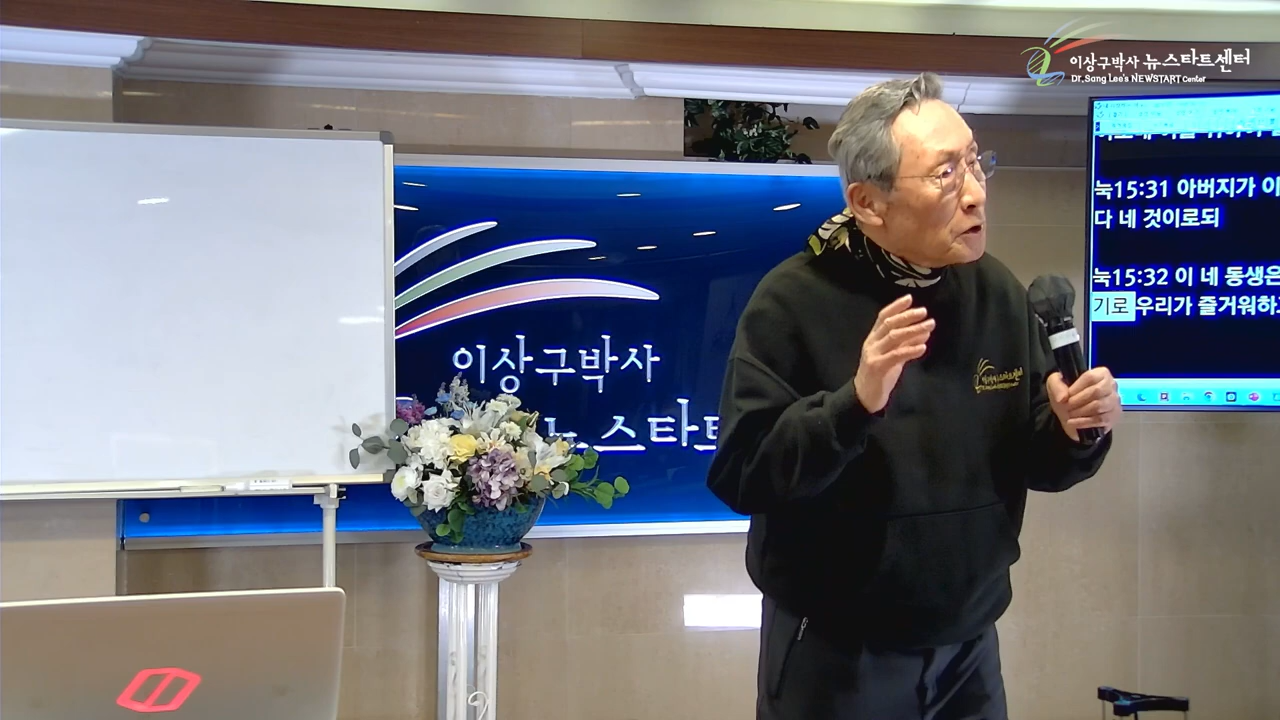 이상구박사 뉴스타트센터
Dr. Sang Lee's NEWSTART Center
눅15:31 아버지가 이
다 네 것이로되
눅15:32 이 네 동생은
기로 우리가 즐거워하고
이상구박사
뉴스타트